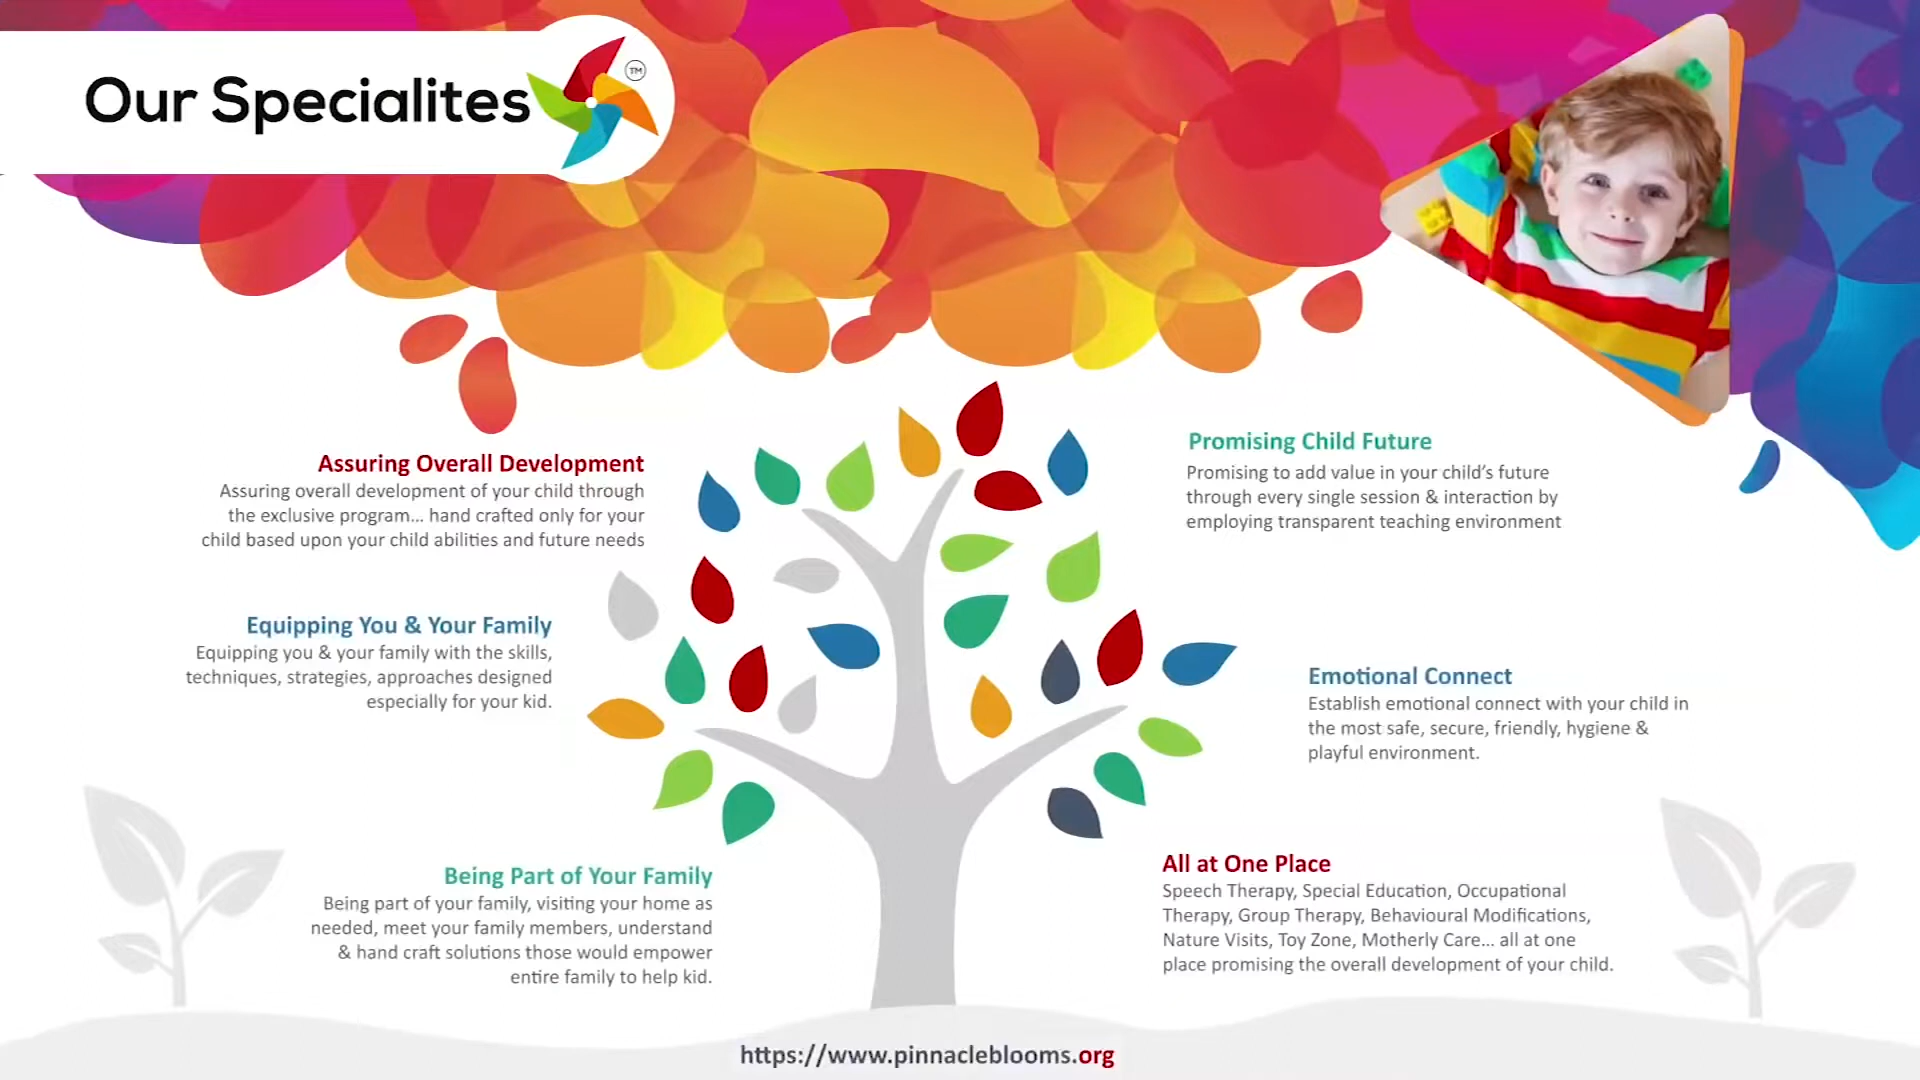 Our Specialites
TM
Assuring Overall Development
Assuring overall development of your child through
the exclusive program... hand crafted only for your
child based upon your child abilities and future needs
Equipping You & Your Family
Equipping you & your family with the skills,
techniques, strategies, approaches designed
especially for your kid.
Being Part of Your Family
Being part of your family, visiting your home as
needed, meet your family members, understand
& hand craft solutions those would empower
entire family to help kid.
Promising Child Future
Promising to add value in your child's future
through every single session & interaction by
employing transparent teaching environment
Emotional Connect
Establish emotional connect with your child in
the most safe, secure, friendly, hygiene &
playful environment.
All at One Place
Speech Therapy, Special Education, Occupational
Therapy, Group Therapy, Behavioural Modifications,
Nature Visits, Toy Zone, Motherly Care... all at one
place promising the overall development of your child.
https://www.pinnacleblooms.org